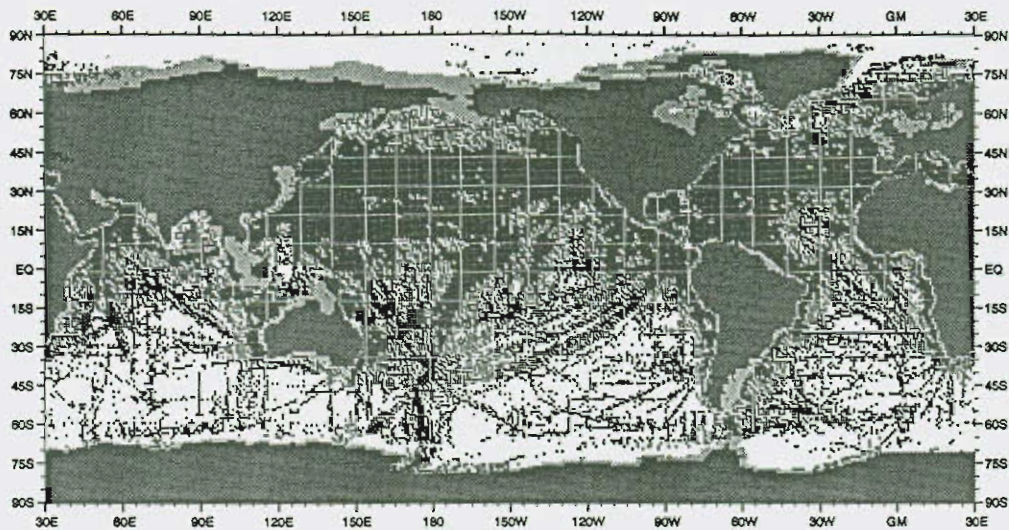 30E 60E 90E 120E 150E 180 150W 120W 90W 60W 30W GM 30E
90N 90N
75N 75N
60N 60N
45N 45N
30N 30N
15N 15N
EQ EQ
15S 15S
30S 30S
45S 45S
60S 60S
75S 75S
90S 90S
30E 60E 90E 120E 150E 180 150W 120W 90W 60W 30W GM 30E